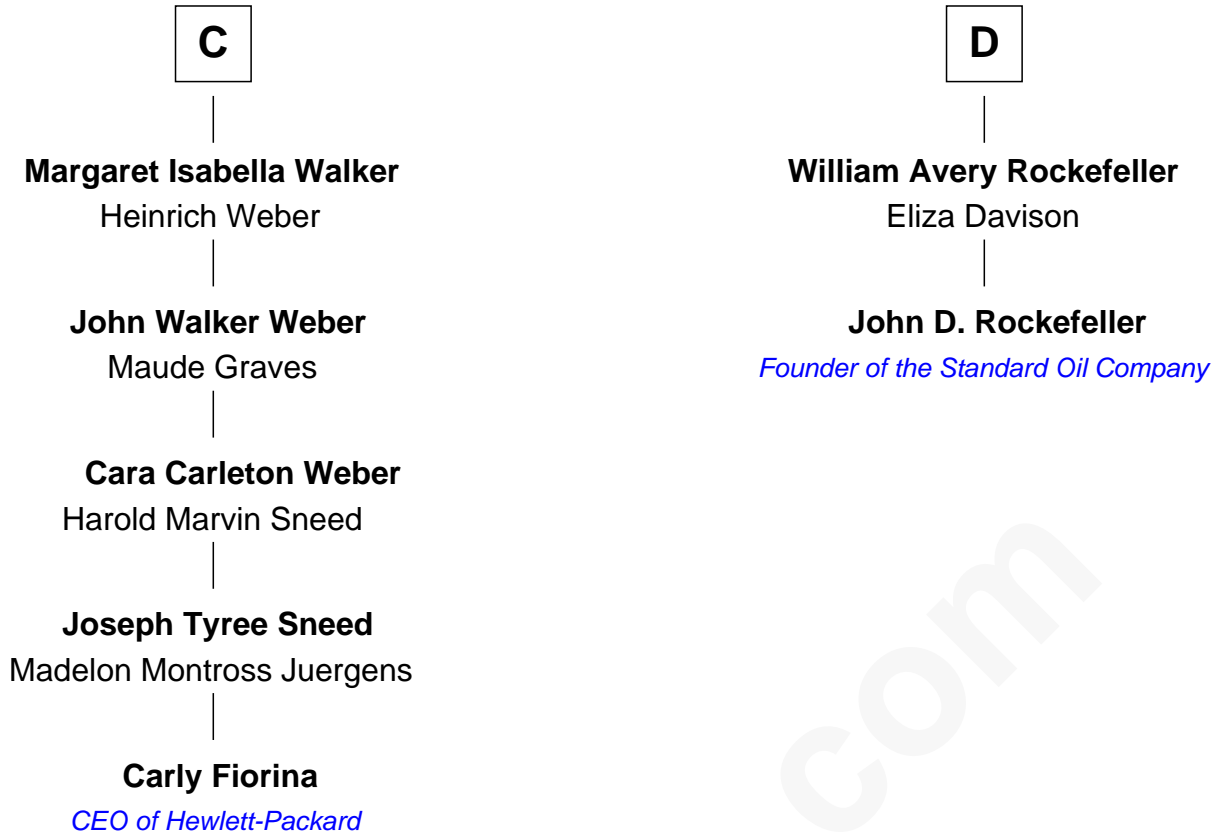 C
Margaret Isabella Walker
Heinrich Weber
John Walker Weber
Maude Graves
Cara Carleton Weber
Harold Marvin Sneed
Joseph Tyree Sneed
Madelon Montross Juergens
Carly Fiorina
CEO of Hewlett-Packard
D
William Avery Rockefeller
Eliza Davison
John D. Rockefeller
Founder of the Standard Oil Company
com